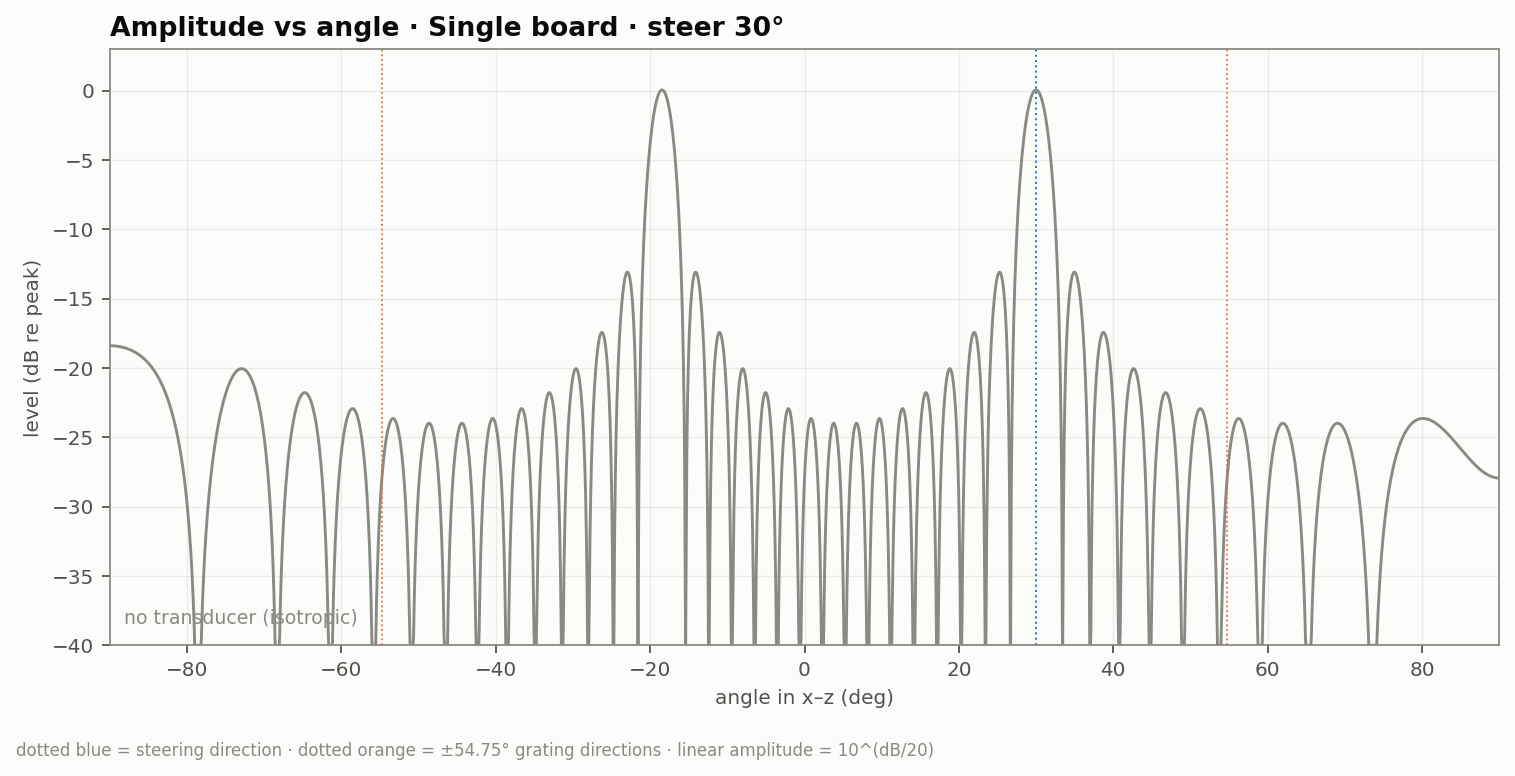 Amplitude vs angle · Single board · steer 30°
0
−5
−10
−15
−20
−25
−30
−35
−40
level (dB re peak)
no transducer (isotropic)
−80 −60 −40 −20 0 20 40 60 80
angle in x–z (deg)
dotted blue = steering direction · dotted orange = ±54.75° grating directions · linear amplitude = 10^(dB/20)